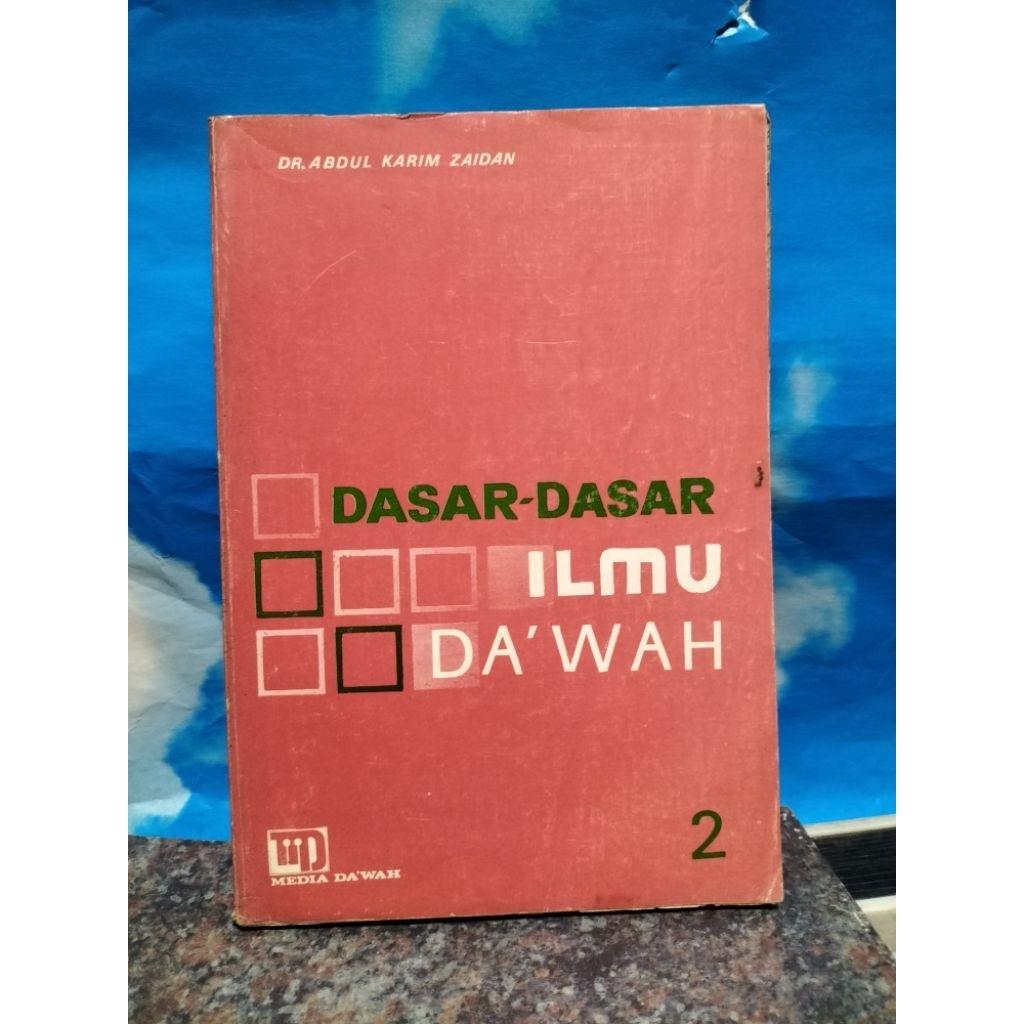 DR. ABDUL KARIM ZAIDAN
DASAR-DASAR
ILMU
DA'WAH
2
MEDIA DA'WAH